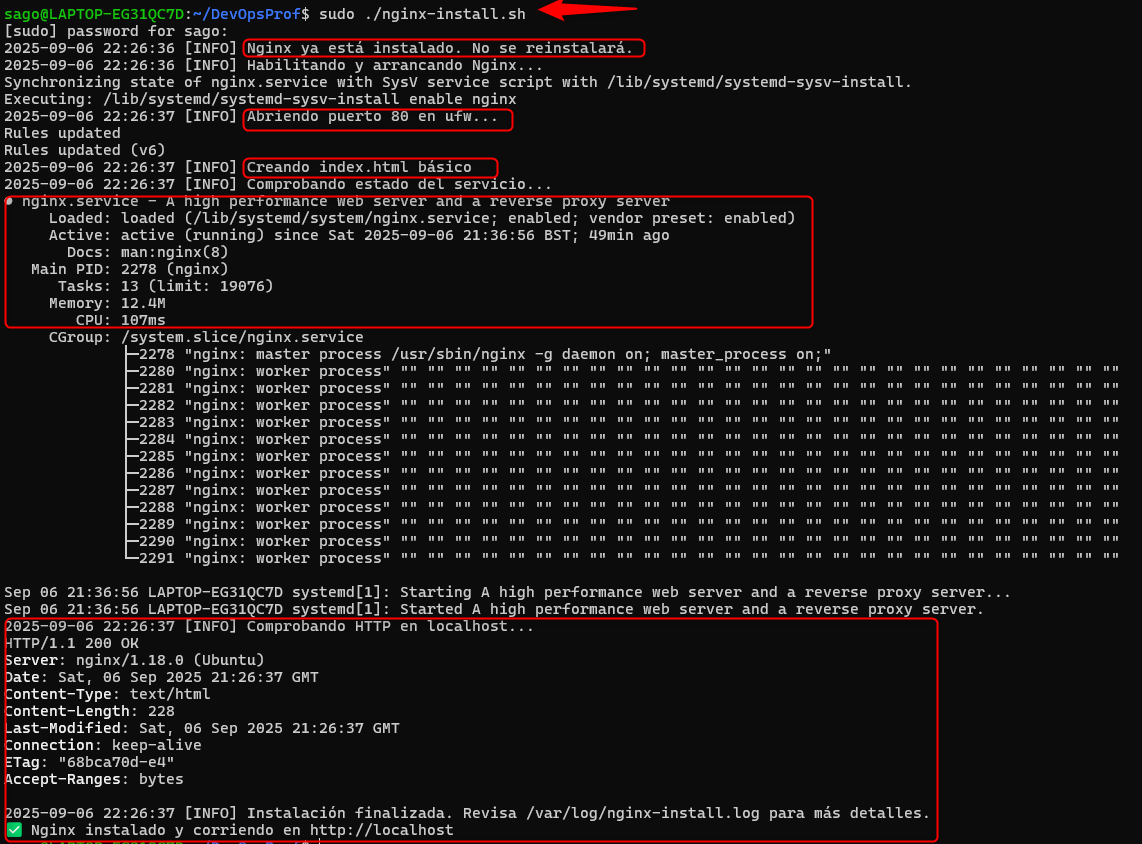 sago@LAPTOP-EG31QC7D:~/DevOpsProf$ sudo ./nginx-install.sh
[sudo] password for sago:
2025-09-06 22:26:36 [INFO] Nginx ya está instalado. No se reinstalará.
2025-09-06 22:26:36 [INFO] Habilitando y arrancando Nginx...
Synchronizing state of nginx.service with SysV service script with /lib/systemd/systemd-sysv-install.
Executing: /lib/systemd/systemd-sysv-install enable nginx
2025-09-06 22:26:37 [INFO] Abriendo puerto 80 en ufw...
Rules updated
Rules updated (v6)
2025-09-06 22:26:37 [INFO] Creando index.html básico
2025-09-06 22:26:37 [INFO] Comprobando estado del servicio...
● nginx.service - A high performance web server and a reverse proxy server
Loaded: loaded (/lib/systemd/system/nginx.service; enabled; vendor preset: enabled)
Active: active (running) since Sat 2025-09-06 21:36:56 BST; 49min ago
Docs: man:nginx(8)
Main PID: 2278 (nginx)
Tasks: 13 (limit: 19076)
Memory: 12.4M
CPU: 107ms
CGroup: /system.slice/nginx.service
├─2278 "nginx: master process /usr/sbin/nginx -g daemon on; master_process on;"
├─2280 "nginx: worker process" "" "" "" "" "" "" "" "" "" "" "" "" "" "" "" "" "" "" "" "" "" "" "" "" "" "" ""
├─2281 "nginx: worker process" "" "" "" "" "" "" "" "" "" "" "" "" "" "" "" "" "" "" "" "" "" "" "" "" "" "" ""
├─2282 "nginx: worker process" "" "" "" "" "" "" "" "" "" "" "" "" "" "" "" "" "" "" "" "" "" "" "" "" "" "" ""
├─2283 "nginx: worker process" "" "" "" "" "" "" "" "" "" "" "" "" "" "" "" "" "" "" "" "" "" "" "" "" "" "" ""
├─2284 "nginx: worker process" "" "" "" "" "" "" "" "" "" "" "" "" "" "" "" "" "" "" "" "" "" "" "" "" "" "" ""
├─2285 "nginx: worker process" "" "" "" "" "" "" "" "" "" "" "" "" "" "" "" "" "" "" "" "" "" "" "" "" "" "" ""
├─2286 "nginx: worker process" "" "" "" "" "" "" "" "" "" "" "" "" "" "" "" "" "" "" "" "" "" "" "" "" "" "" ""
├─2287 "nginx: worker process" "" "" "" "" "" "" "" "" "" "" "" "" "" "" "" "" "" "" "" "" "" "" "" "" "" "" ""
├─2288 "nginx: worker process" "" "" "" "" "" "" "" "" "" "" "" "" "" "" "" "" "" "" "" "" "" "" "" "" "" "" ""
├─2289 "nginx: worker process" "" "" "" "" "" "" "" "" "" "" "" "" "" "" "" "" "" "" "" "" "" "" "" "" "" "" ""
├─2290 "nginx: worker process" "" "" "" "" "" "" "" "" "" "" "" "" "" "" "" "" "" "" "" "" "" "" "" "" "" "" ""
└─2291 "nginx: worker process" "" "" "" "" "" "" "" "" "" "" "" "" "" "" "" "" "" "" "" "" "" "" "" "" "" "" ""
Sep 06 21:36:56 LAPTOP-EG31QC7D systemd[1]: Starting A high performance web server and a reverse proxy server...
Sep 06 21:36:56 LAPTOP-EG31QC7D systemd[1]: Started A high performance web server and a reverse proxy server.
2025-09-06 22:26:37 [INFO] Comprobando HTTP en localhost...
HTTP/1.1 200 OK
Server: nginx/1.18.0 (Ubuntu)
Date: Sat, 06 Sep 2025 21:26:37 GMT
Content-Type: text/html
Content-Length: 228
Last-Modified: Sat, 06 Sep 2025 21:26:37 GMT
Connection: keep-alive
ETag: "68bca70d-e4"
Accept-Ranges: bytes
2025-09-06 22:26:37 [INFO] Instalación finalizada. Revisa /var/log/nginx-install.log para más detalles.
✅ Nginx instalado y corriendo en http://localhost